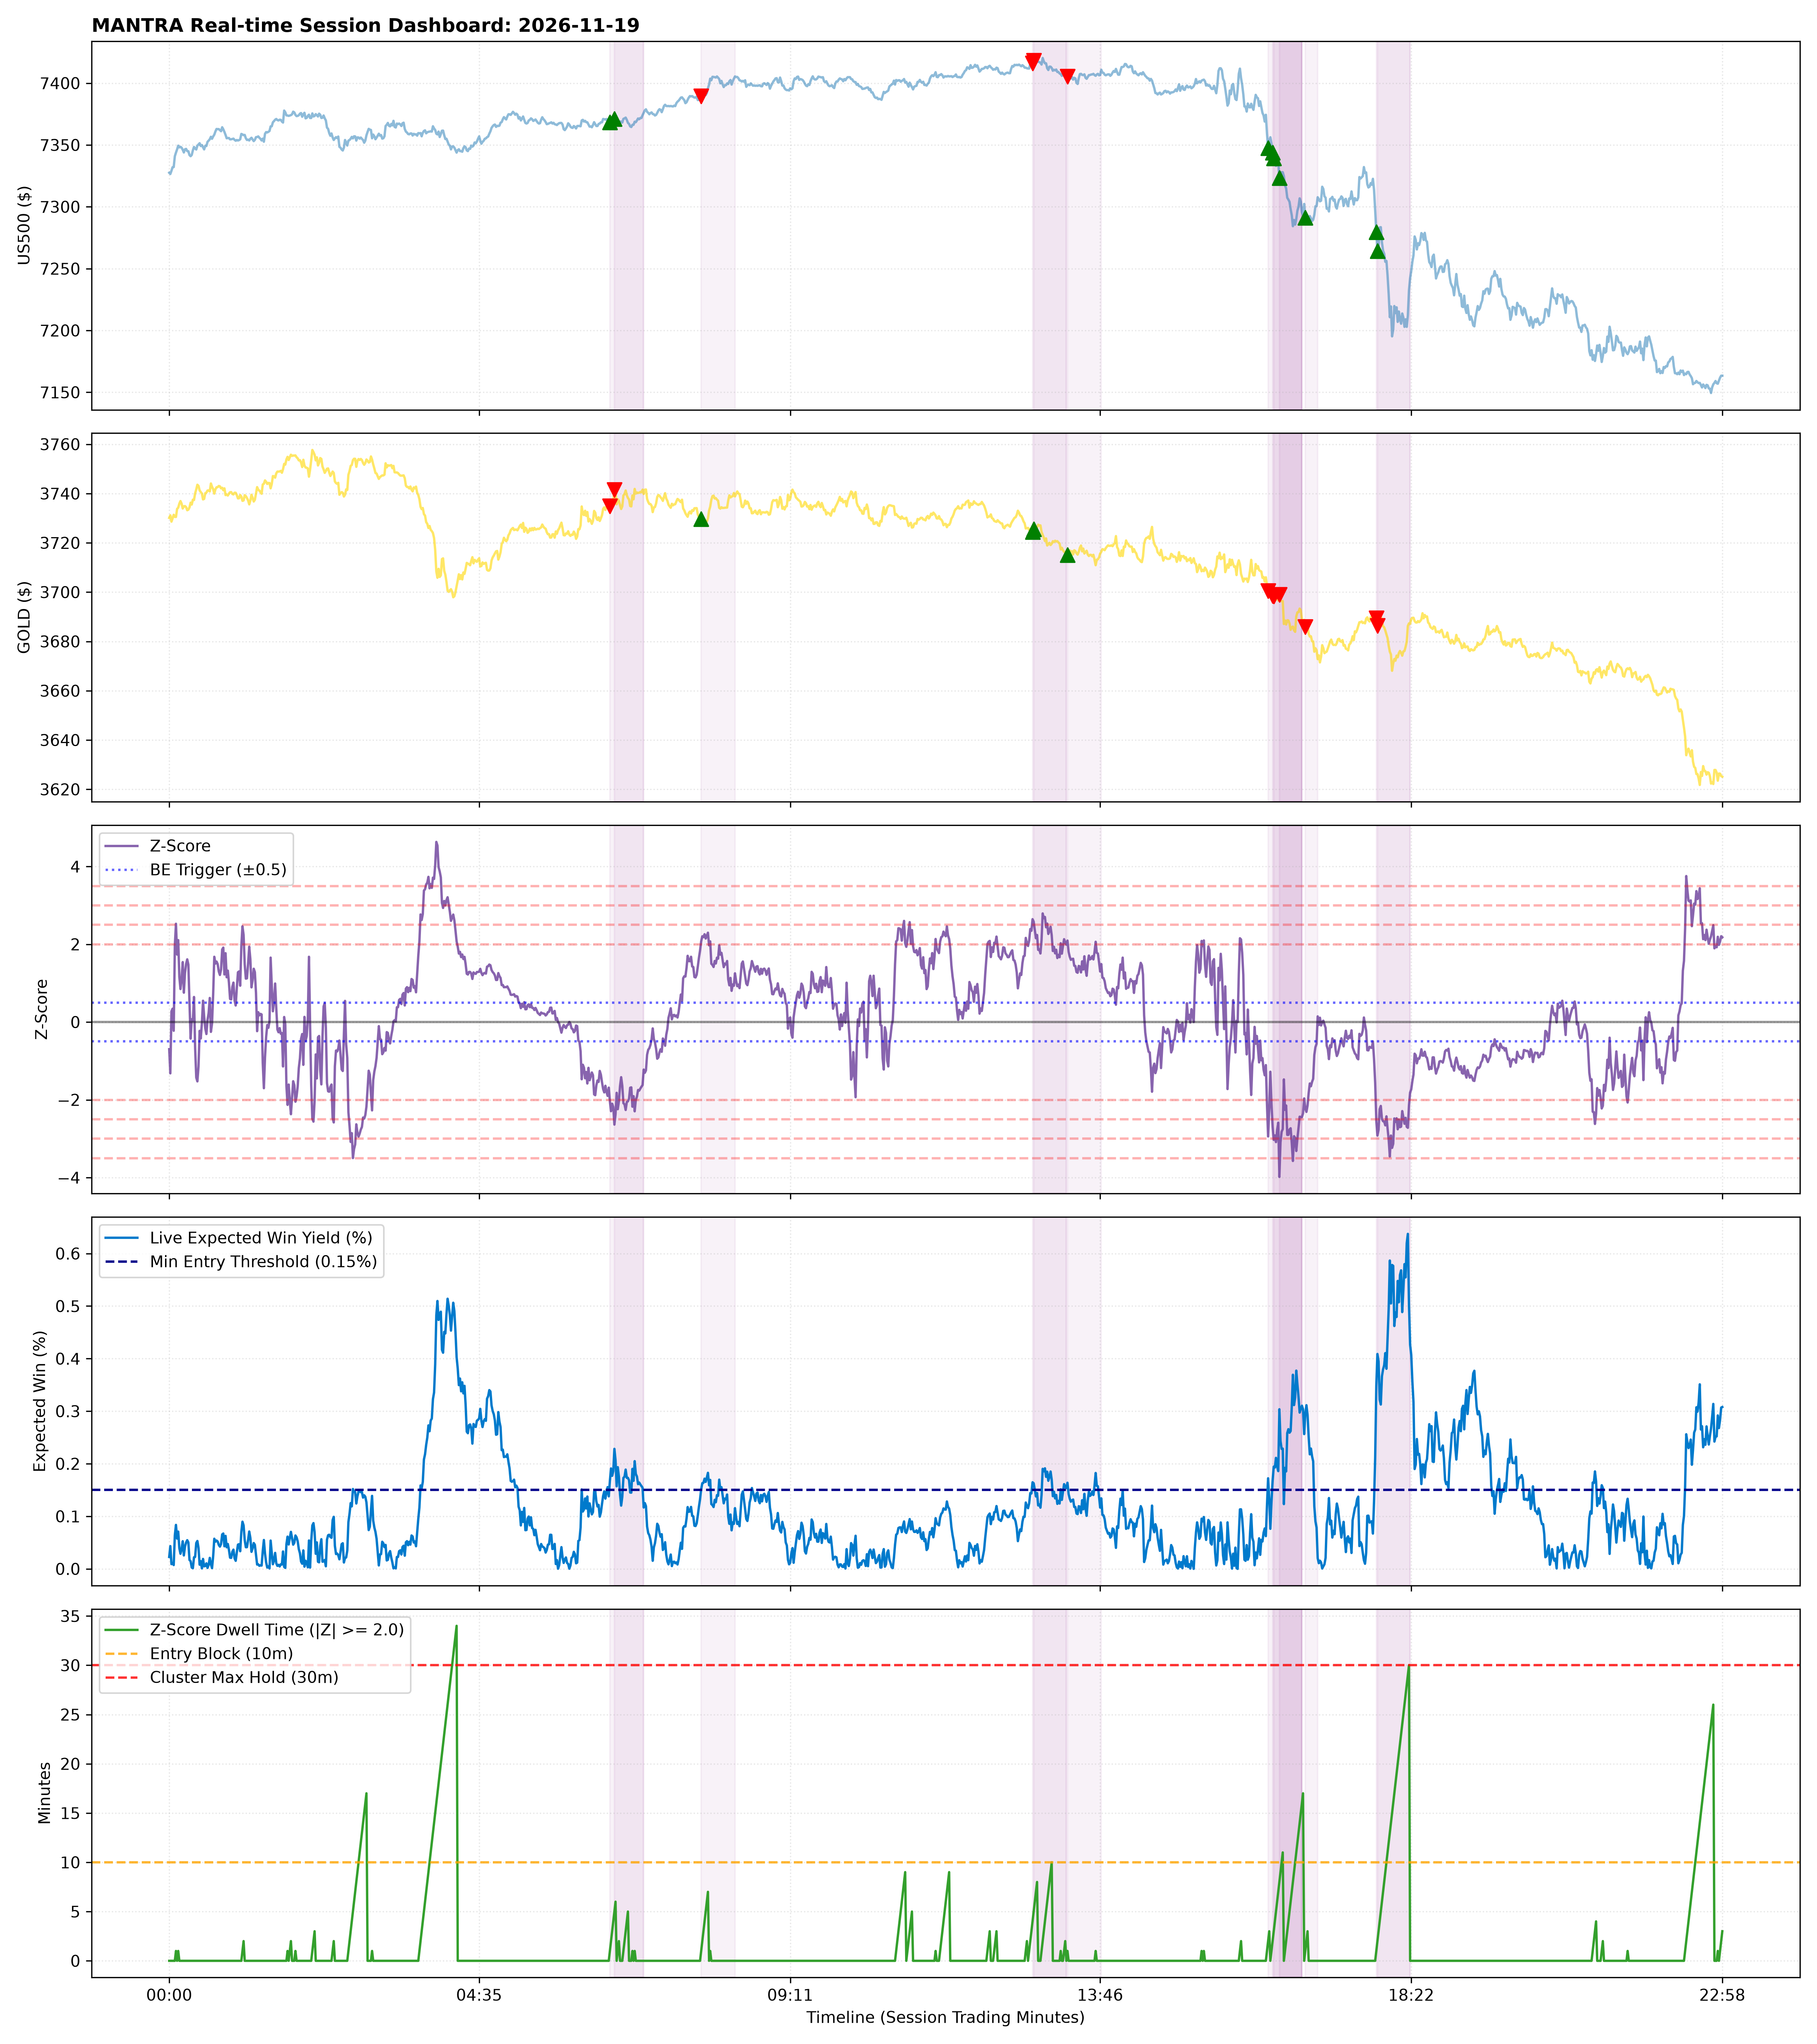 MANTRA Real-time Session Dashboard: 2026-11-19
US500 ($)
7400
7350
7300
7250
7200
7150
GOLD ($)
3760
3740
3720
3700
3680
3660
3640
3620
Z-Score
4
2
0
−2
−4
Z-Score
BE Trigger (±0.5)
Expected Win (%)
0.6
0.5
0.4
0.3
0.2
0.1
0.0
Live Expected Win Yield (%)
Min Entry Threshold (0.15%)
Minutes
35
30
25
20
15
10
5
0
Z-Score Dwell Time (|Z| >= 2.0)
Entry Block (10m)
Cluster Max Hold (30m)
00:00
04:35
09:11
13:46
18:22
22:58
Timeline (Session Trading Minutes)